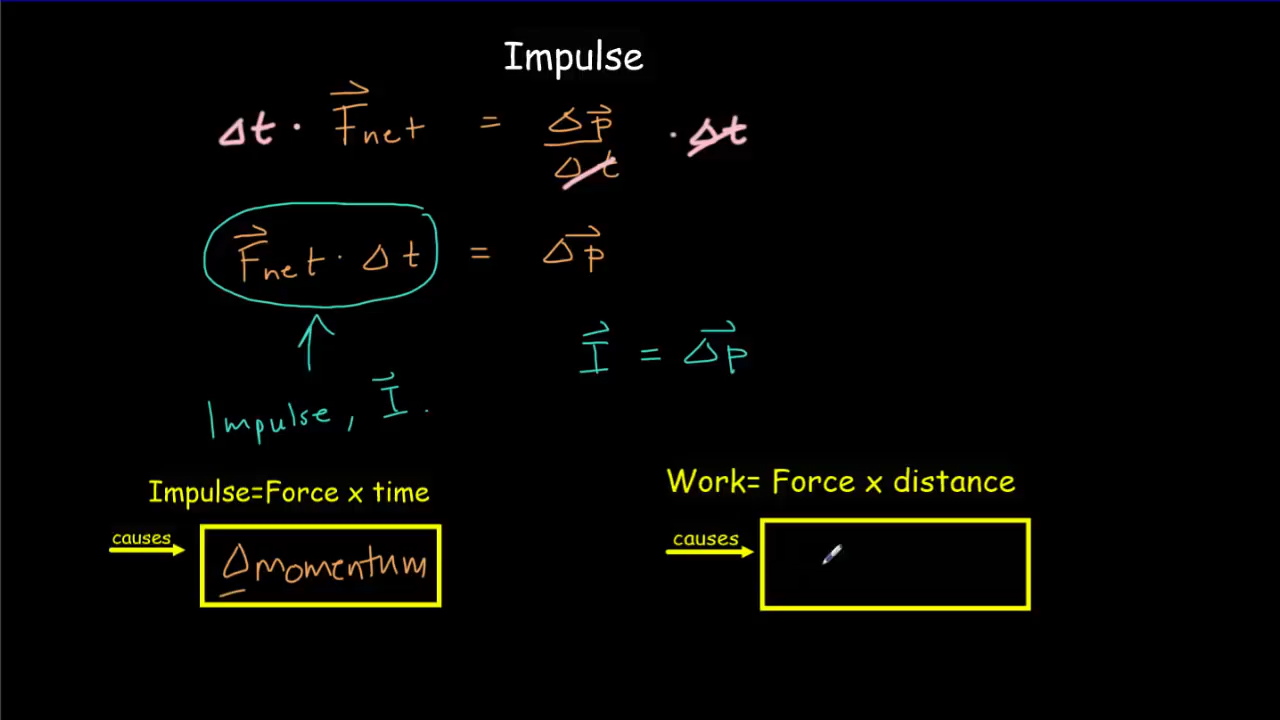 Impulse
Δt · F⃗net = Δp⃗/Δt · Δt
F⃗net · Δt = Δp⃗
I⃗ = Δp⃗
Impulse, I⃗.
Impulse=Force x time
Work= Force x distance
causes
Δmomentum
causes